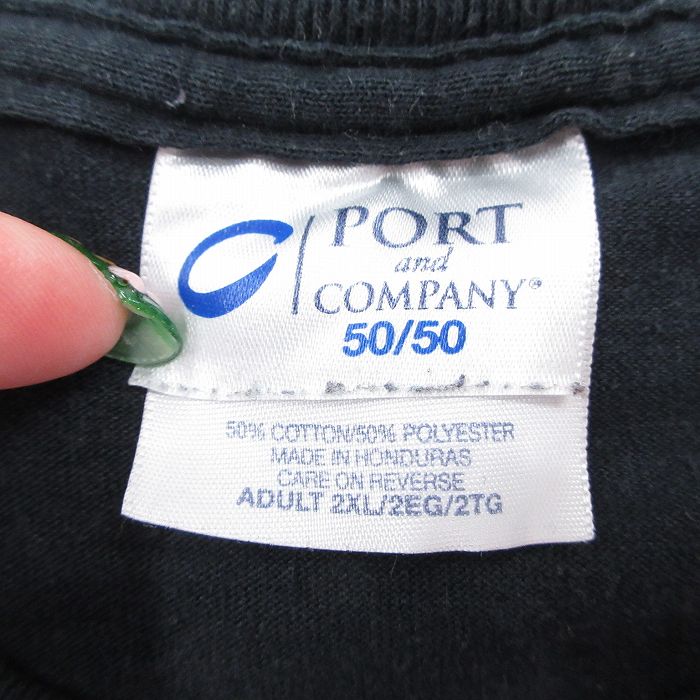 PORT
and
COMPANY®
50/50
50% COTTON/50% POLYESTER
MADE IN HONDURAS
CARE ON REVERSE
ADULT 2XL/2EG/2TG